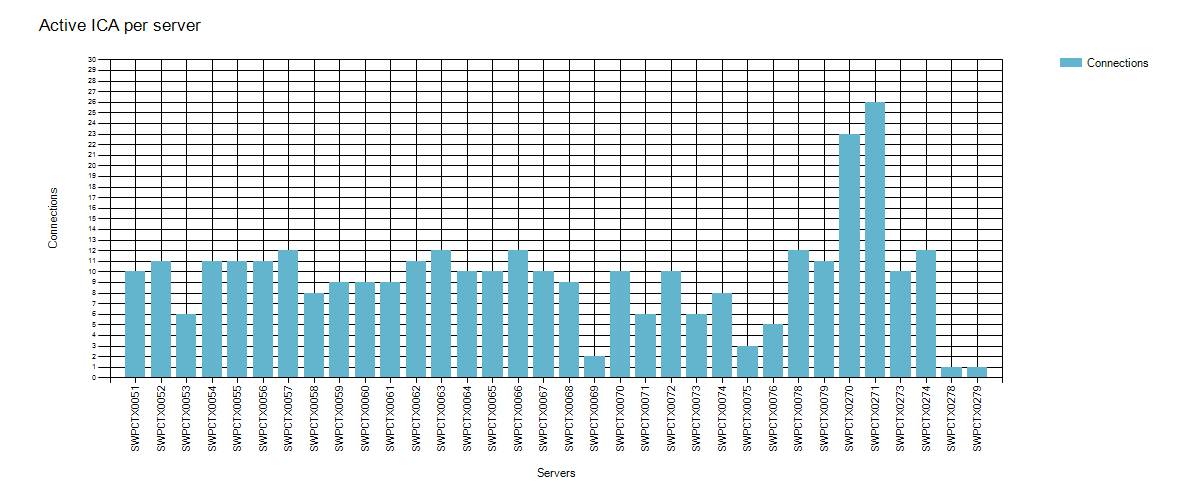 Active ICA per server
Connections
30
29
28
27
26
25
24
23
22
21
20
19
18
17
16
15
14
13
12
11
10
9
8
7
6
5
4
3
2
1
0
Connections
SWPCTX0051
SWPCTX0052
SWPCTX0053
SWPCTX0054
SWPCTX0055
SWPCTX0056
SWPCTX0057
SWPCTX0058
SWPCTX0059
SWPCTX0060
SWPCTX0061
SWPCTX0062
SWPCTX0063
SWPCTX0064
SWPCTX0065
SWPCTX0066
SWPCTX0067
SWPCTX0068
SWPCTX0069
SWPCTX0070
SWPCTX0071
SWPCTX0072
SWPCTX0073
SWPCTX0074
SWPCTX0075
SWPCTX0076
SWPCTX0078
SWPCTX0079
SWPCTX0270
SWPCTX0271
SWPCTX0273
SWPCTX0274
SWPCTX0278
SWPCTX0279
Servers